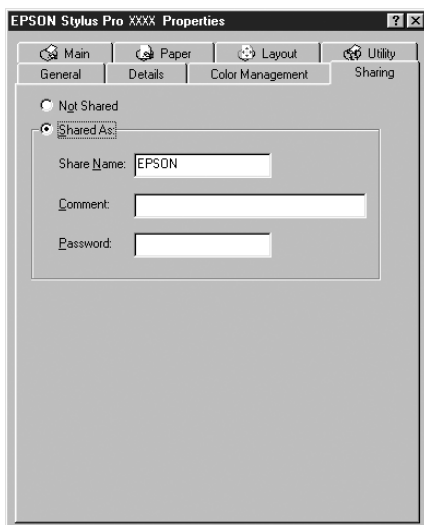 EPSON Stylus Pro XXXX Properties
Main Paper Layout Utility
General Details Color Management Sharing
Not Shared
Shared As:
Share Name: EPSON
Comment:
Password: